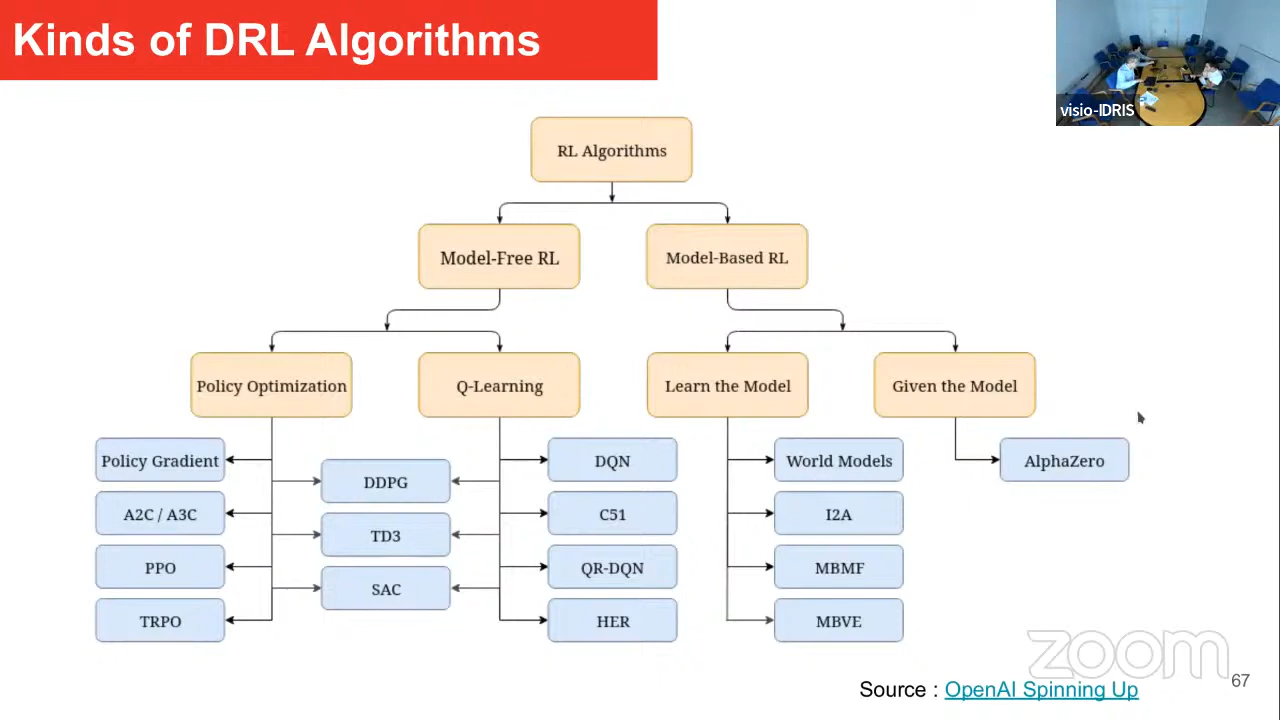 Kinds of DRL Algorithms
visio-IDRIS
RL Algorithms
Model-Free RL
Model-Based RL
Policy Optimization
Q-Learning
Learn the Model
Given the Model
Policy Gradient
DDPG
DQN
World Models
AlphaZero
A2C / A3C
TD3
C51
I2A
PPO
SAC
QR-DQN
MBMF
TRPO
HER
MBVE
zoom
Source : OpenAI Spinning Up
67